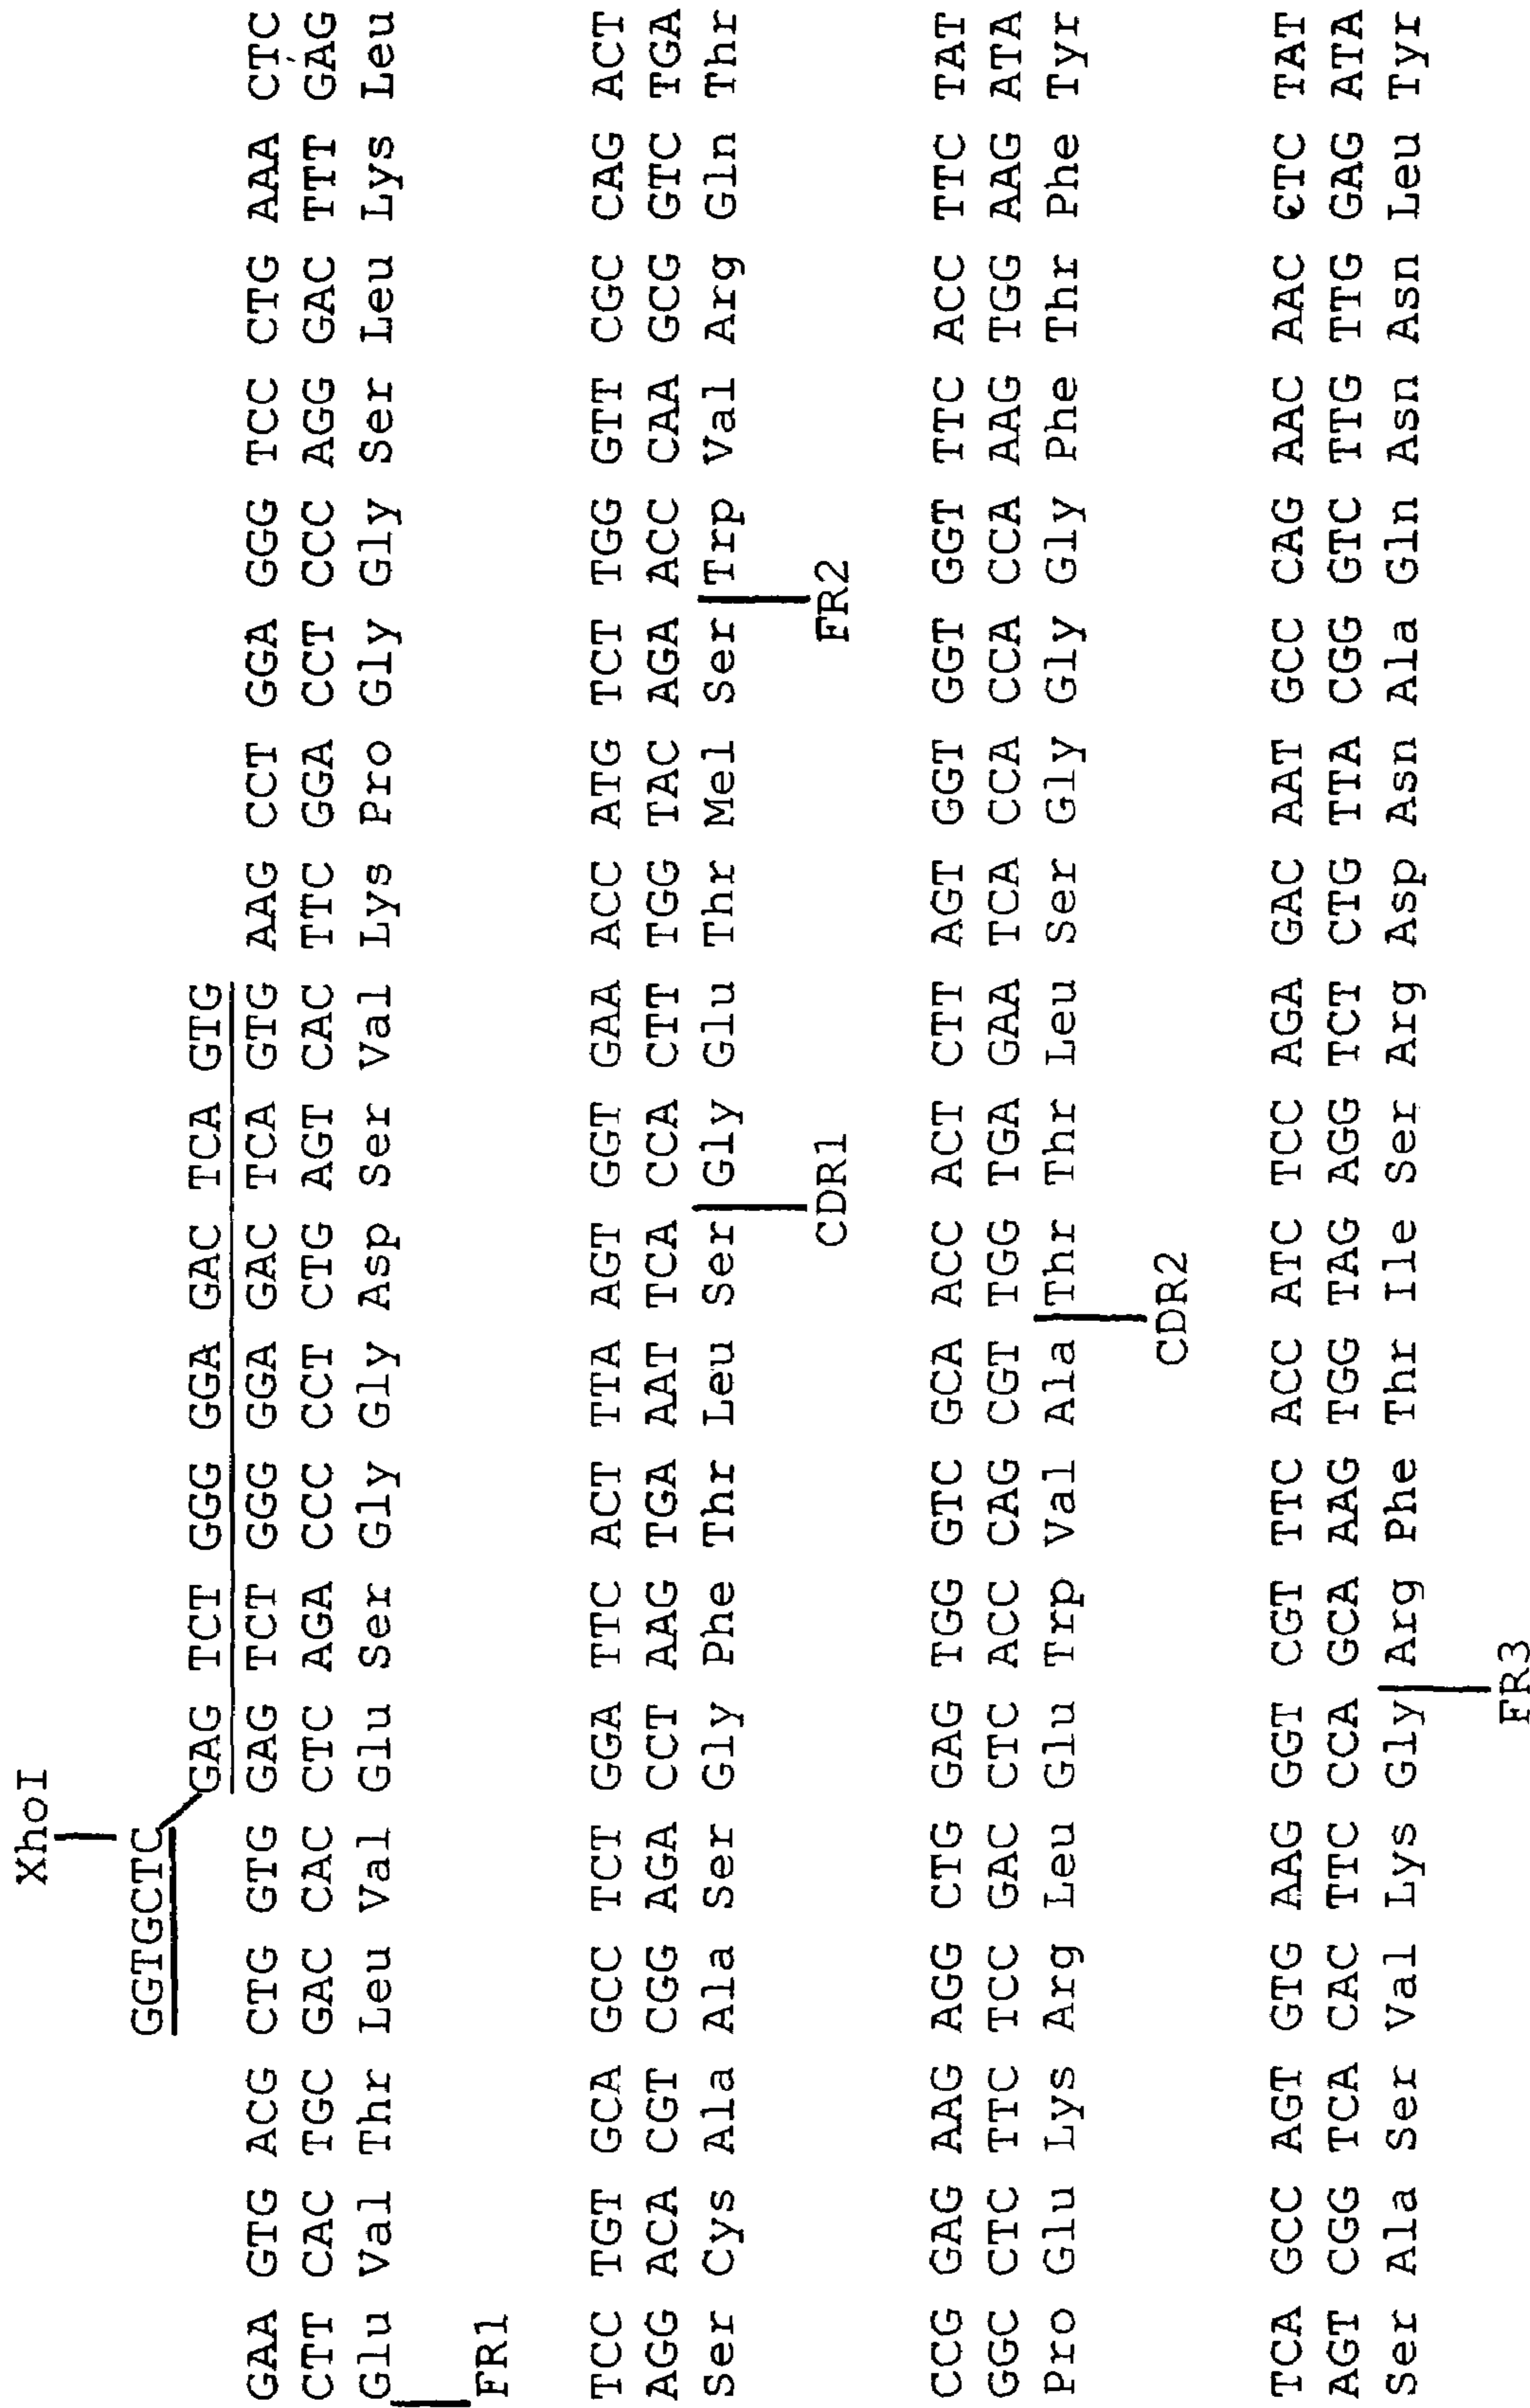 XhoI
GGTGCTC
GAG TCT GGG GGA GAC TCA GTG
GAA GTG ACG CTG GTG GAG TCT GGG GGA GAC TCA GTG AAG CCT GGA GGG TCC CTG AAA CTC
CTT CAC TGC GAC CAC CTC AGA CCC CCT CTG AGT CAC TTC GGA CCT CCC AGG GAC TTT GAG
Glu Val Thr Leu Val Glu Ser Gly Gly Asp Ser Val Lys Pro Gly Gly Ser Leu Lys Leu
FR1
TCC TGT GCA GCC TCT GGA TTC ACT TTA AGT GGT GAA ACC ATG TCT TGG GTT CGC CAG ACT
AGG ACA CGT CGG AGA CCT AAG TGA AAT TCA CCA CTT TGG TAC AGA ACC CAA GCG GTC TGA
Ser Cys Ala Ala Ser Gly Phe Thr Leu Ser Gly Glu Thr Mel Ser Trp Val Arg Gln Thr
CDR1 FR2
CCG GAG AAG AGG CTG GAG TGG GTC GCA ACC ACT CTT AGT GGT GGT GGT TTC ACC TTC TAT
GGC CTC TTC TCC GAC CTC ACC CAG CGT TGG TGA GAA TCA CCA CCA CCA AAG TGG AAG ATA
Pro Glu Lys Arg Leu Glu Trp Val Ala Thr Thr Leu Ser Gly Gly Gly Phe Thr Phe Tyr
CDR2
TCA GCC AGT GTG AAG GGT CGT TTC ACC ATC TCC AGA GAC AAT GCC CAG AAC AAC CTC TAT
AGT CGG TCA CAC TTC CCA GCA AAG TGG TAG AGG TCT CTG TTA CGG GTC TTG TTG GAG ATA
Ser Ala Ser Val Lys Gly Arg Phe Thr Ile Ser Arg Asp Asn Ala Gln Asn Asn Leu Tyr
FR3